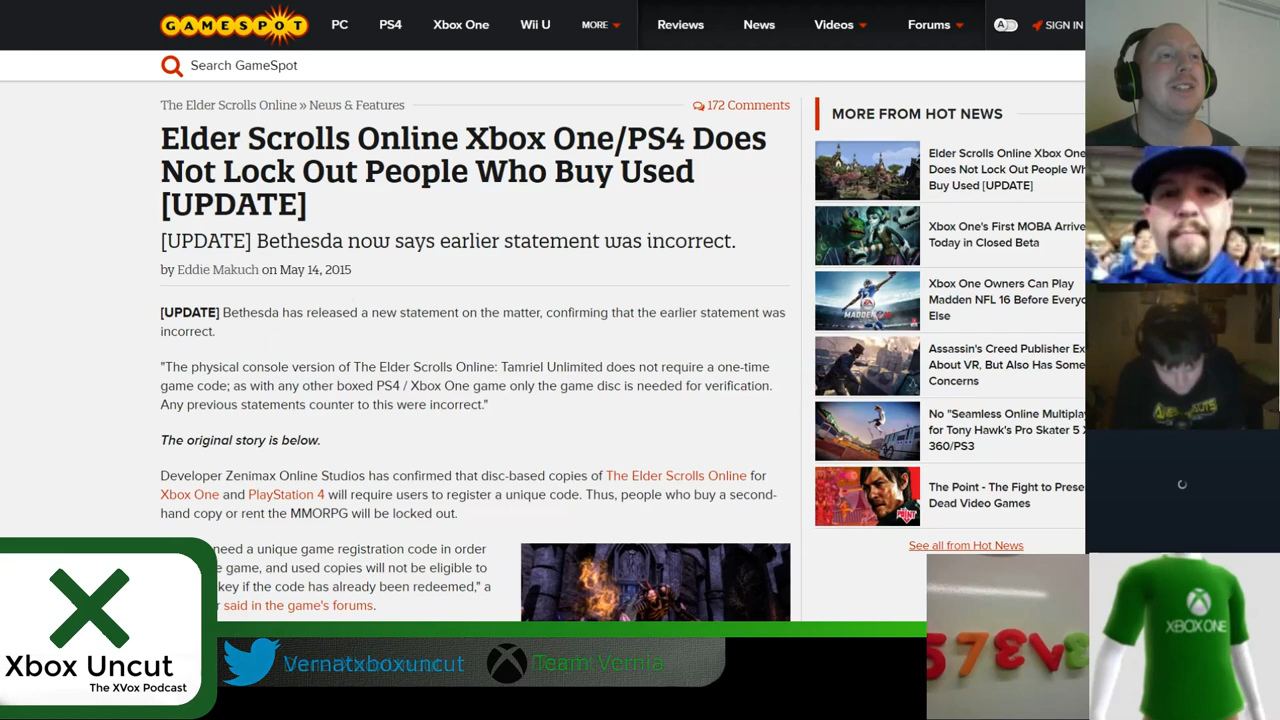 GAMESPOT
PC PS4 Xbox One Wii U MORE Reviews News Videos Forums A SIGN IN
Search GameSpot
The Elder Scrolls Online » News & Features
172 Comments
Elder Scrolls Online Xbox One/PS4 Does
Not Lock Out People Who Buy Used
[UPDATE]
[UPDATE] Bethesda now says earlier statement was incorrect.
by Eddie Makuch on May 14, 2015
[UPDATE] Bethesda has released a new statement on the matter, confirming that the earlier statement was
incorrect.
"The physical console version of The Elder Scrolls Online: Tamriel Unlimited does not require a one-time
game code; as with any other boxed PS4 / Xbox One game only the game disc is needed for verification.
Any previous statements counter to this were incorrect."
The original story is below.
Developer Zenimax Online Studios has confirmed that disc-based copies of The Elder Scrolls Online for
Xbox One and PlayStation 4 will require users to register a unique code. Thus, people who buy a second-
hand copy or rent the MMORPG will be locked out.
need a unique game registration code in order
game, and used copies will not be eligible to
key if the code has already been redeemed," a
said in the game's forums.
MORE FROM HOT NEWS
Elder Scrolls Online Xbox One
Does Not Lock Out People Wh
Buy Used [UPDATE]
Xbox One's First MOBA Arrive
Today in Closed Beta
Xbox One Owners Can Play
Madden NFL 16 Before Everyo
Else
Assassin's Creed Publisher Ex
About VR, But Also Has Some
Concerns
No "Seamless Online Multipla
for Tony Hawk's Pro Skater 5
360/PS3
The Point - The Fight to Prese
Dead Video Games
See all from Hot News
Xbox Uncut
The XVox Podcast
Vernatxboxuncut
Team Vernia
XBOX ONE